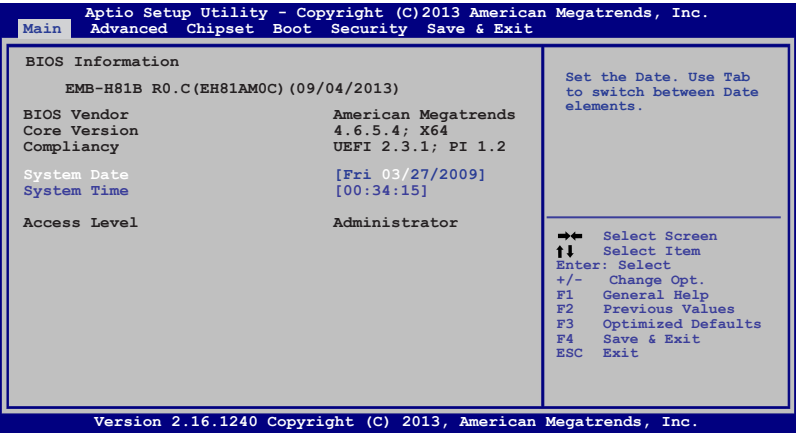 Aptio Setup Utility - Copyright (C)2013 American Megatrends, Inc.
Main Advanced Chipset Boot Security Save & Exit
BIOS Information
EMB-H81B R0.C(EH81AM0C)(09/04/2013)
BIOS Vendor American Megatrends
Core Version 4.6.5.4; X64
Compliancy UEFI 2.3.1; PI 1.2
System Date [Fri 03/27/2009]
System Time [00:34:15]
Access Level Administrator
Set the Date. Use Tab
to switch between Date
elements.
→← Select Screen
↑↓ Select Item
Enter: Select
+/- Change Opt.
F1 General Help
F2 Previous Values
F3 Optimized Defaults
F4 Save & Exit
ESC Exit
Version 2.16.1240 Copyright (C) 2013, American Megatrends, Inc.